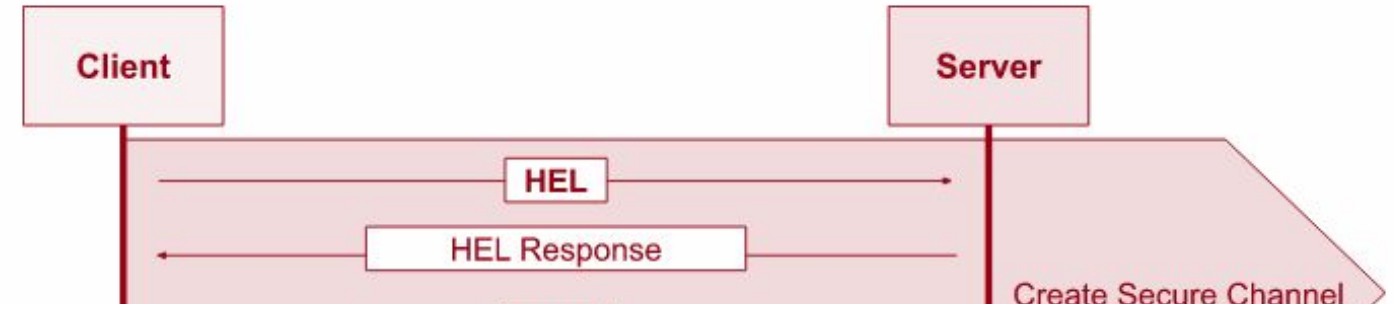 Client
Server
HEL
HEL Response
Create Secure Channel